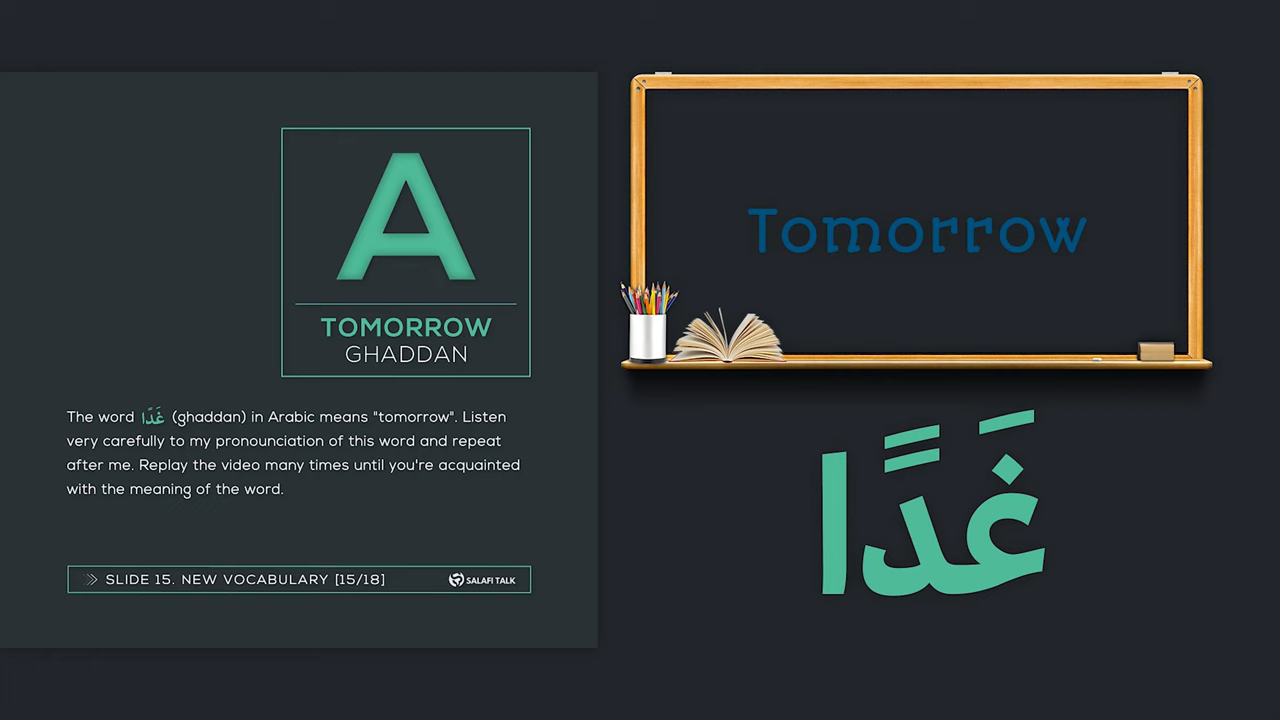 A
TOMORROW
GHADDAN
The word غَدًا (ghaddan) in Arabic means "tomorrow". Listen
very carefully to my pronounciation of this word and repeat
after me. Replay the video many times until you're acquainted
with the meaning of the word.
SLIDE 15. NEW VOCABULARY [15/18]
SALAFI TALK
Tomorrow
غَدًا